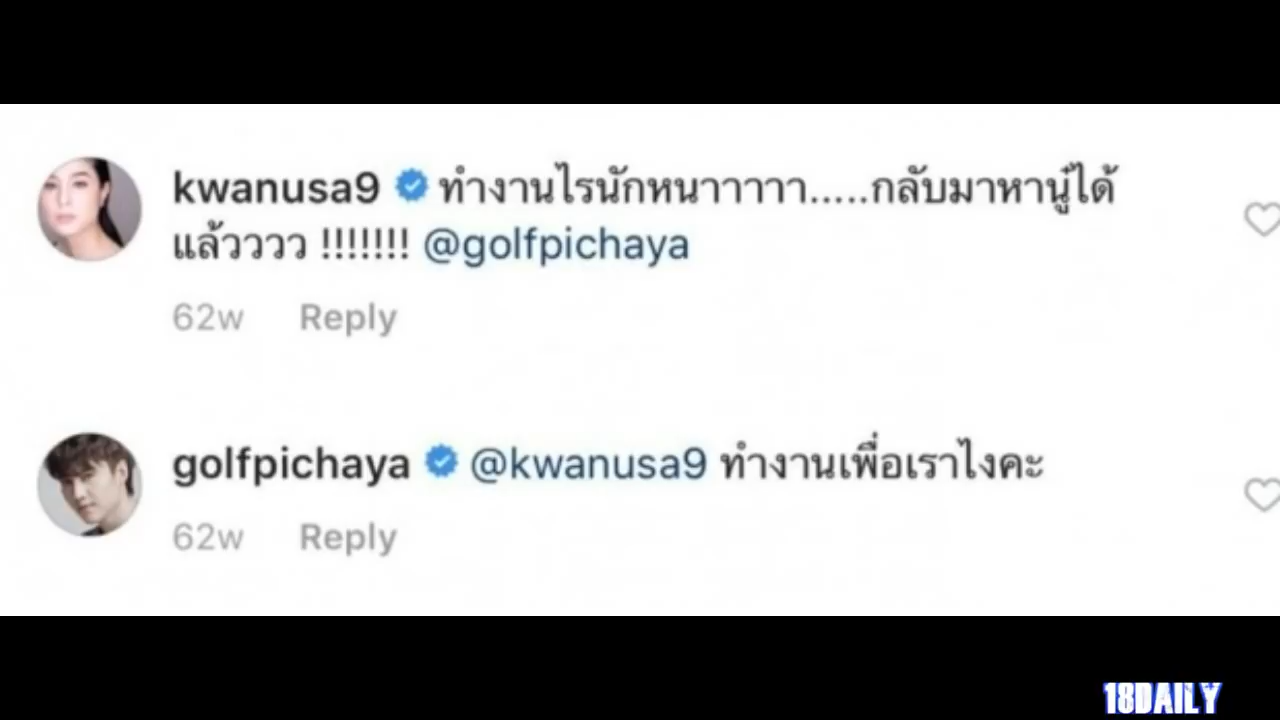 kwanusa9 ทำงานไรนักหนาาาาา.....กลับมาหานู๋ได้
แล้วววว !!!!!!! @golfpichaya
62w Reply
golfpichaya @kwanusa9 ทำงานเพื่อเราไงคะ
62w Reply
18DAILY